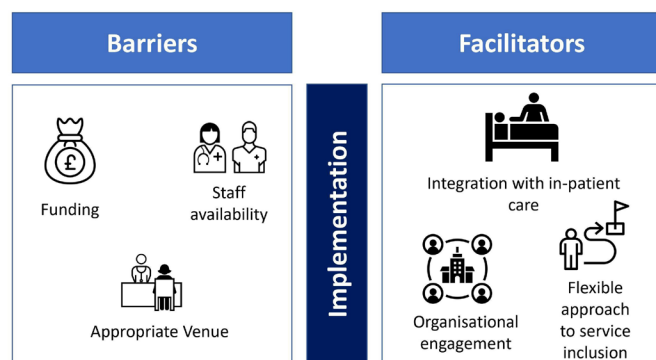 Barriers
£
Funding
Staff
availability
Appropriate Venue
Implementation
Facilitators
Integration with in-patient
care
Organisational
engagement
Flexible
approach
to service
inclusion